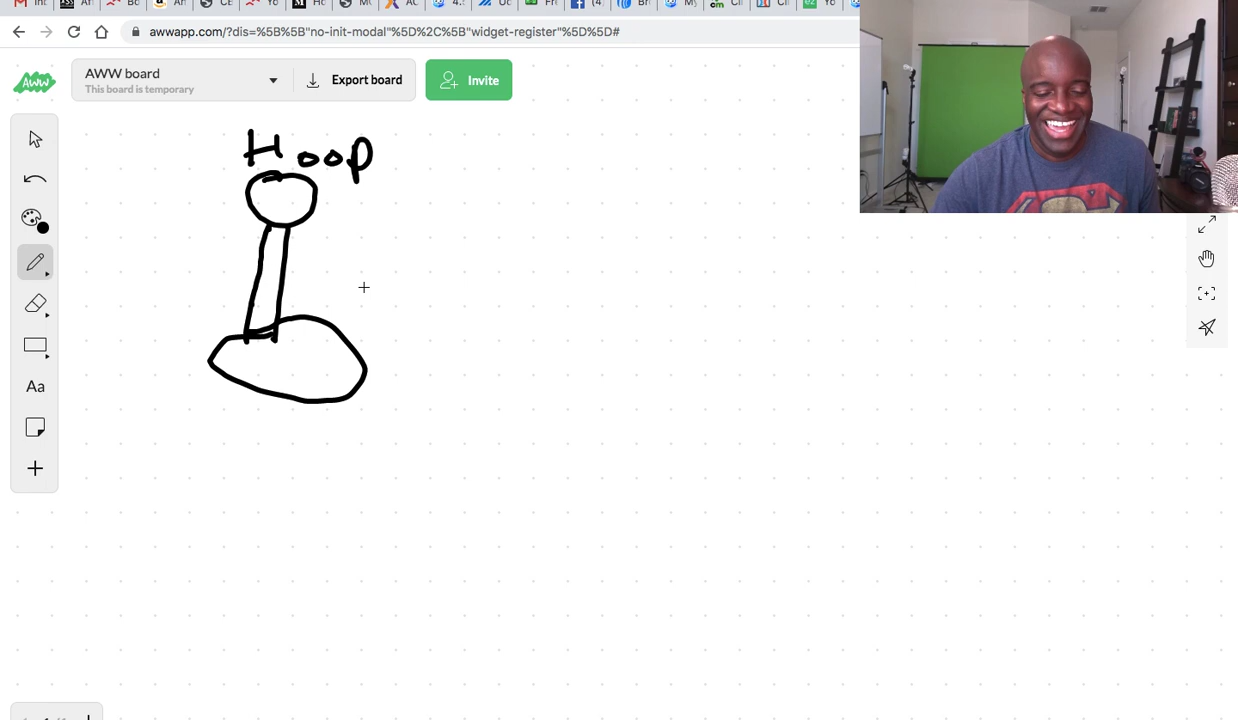 awwapp.com/?dis=%5B%5B"no-init-modal"%5D%2C%5B"widget-register"%5D%5D#
AWW
AWW board
This board is temporary
Export board
Invite
Hoop
Aa